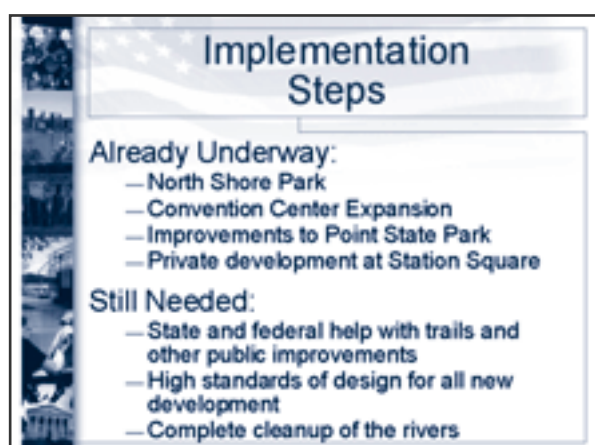 Implementation
Steps
Already Underway:
— North Shore Park
— Convention Center Expansion
— Improvements to Point State Park
— Private development at Station Square
Still Needed:
— State and federal help with trails and
other public improvements
— High standards of design for all new
development
— Complete cleanup of the rivers